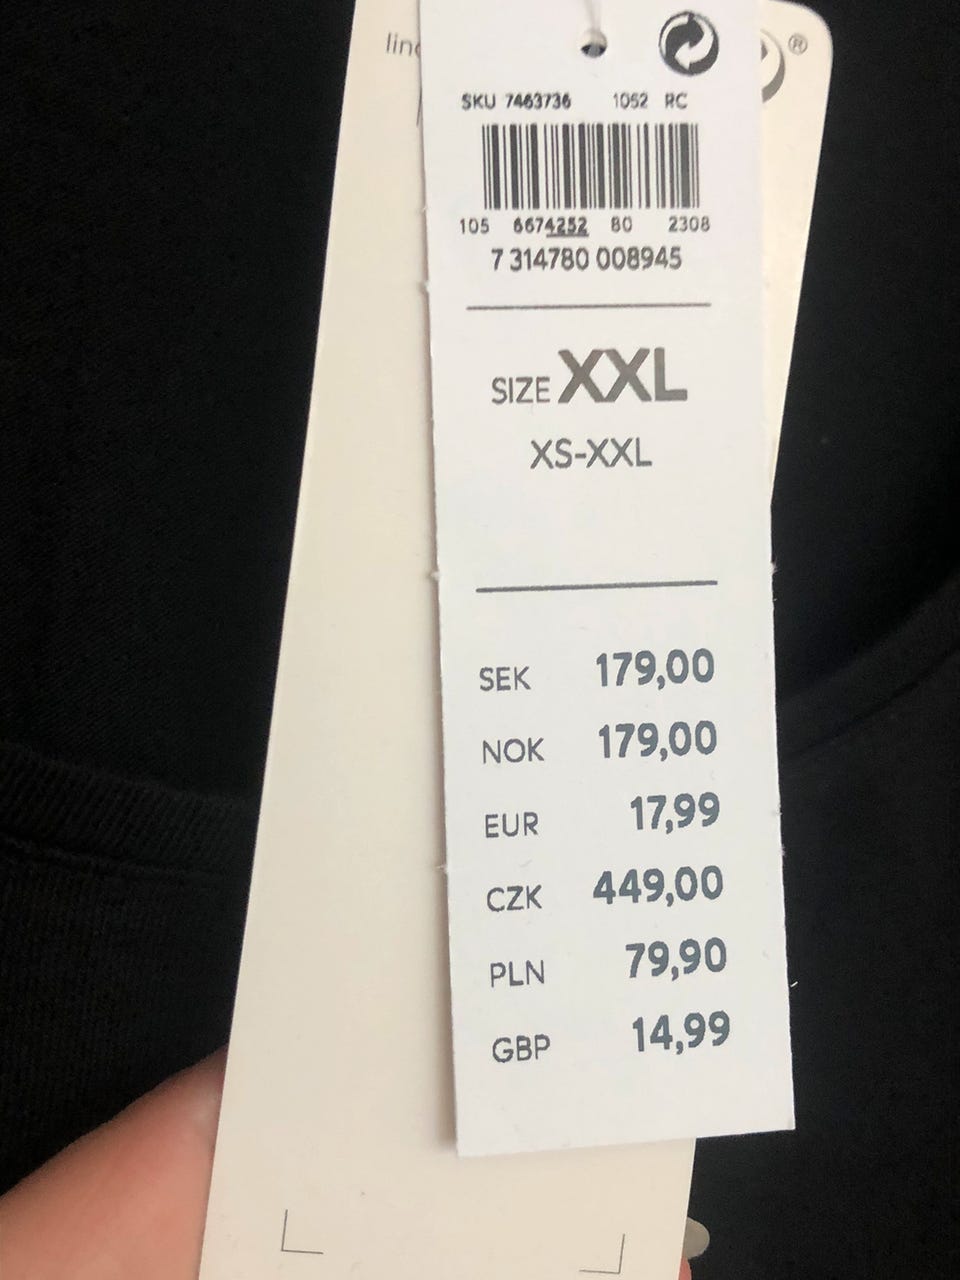 ®
SKU 7463736 1052 RC
105 6674252 80 2308
7 314780 008945
SIZE XXL
XS-XXL
SEK 179,00
NOK 179,00
EUR 17,99
CZK 449,00
PLN 79,90
GBP 14,99